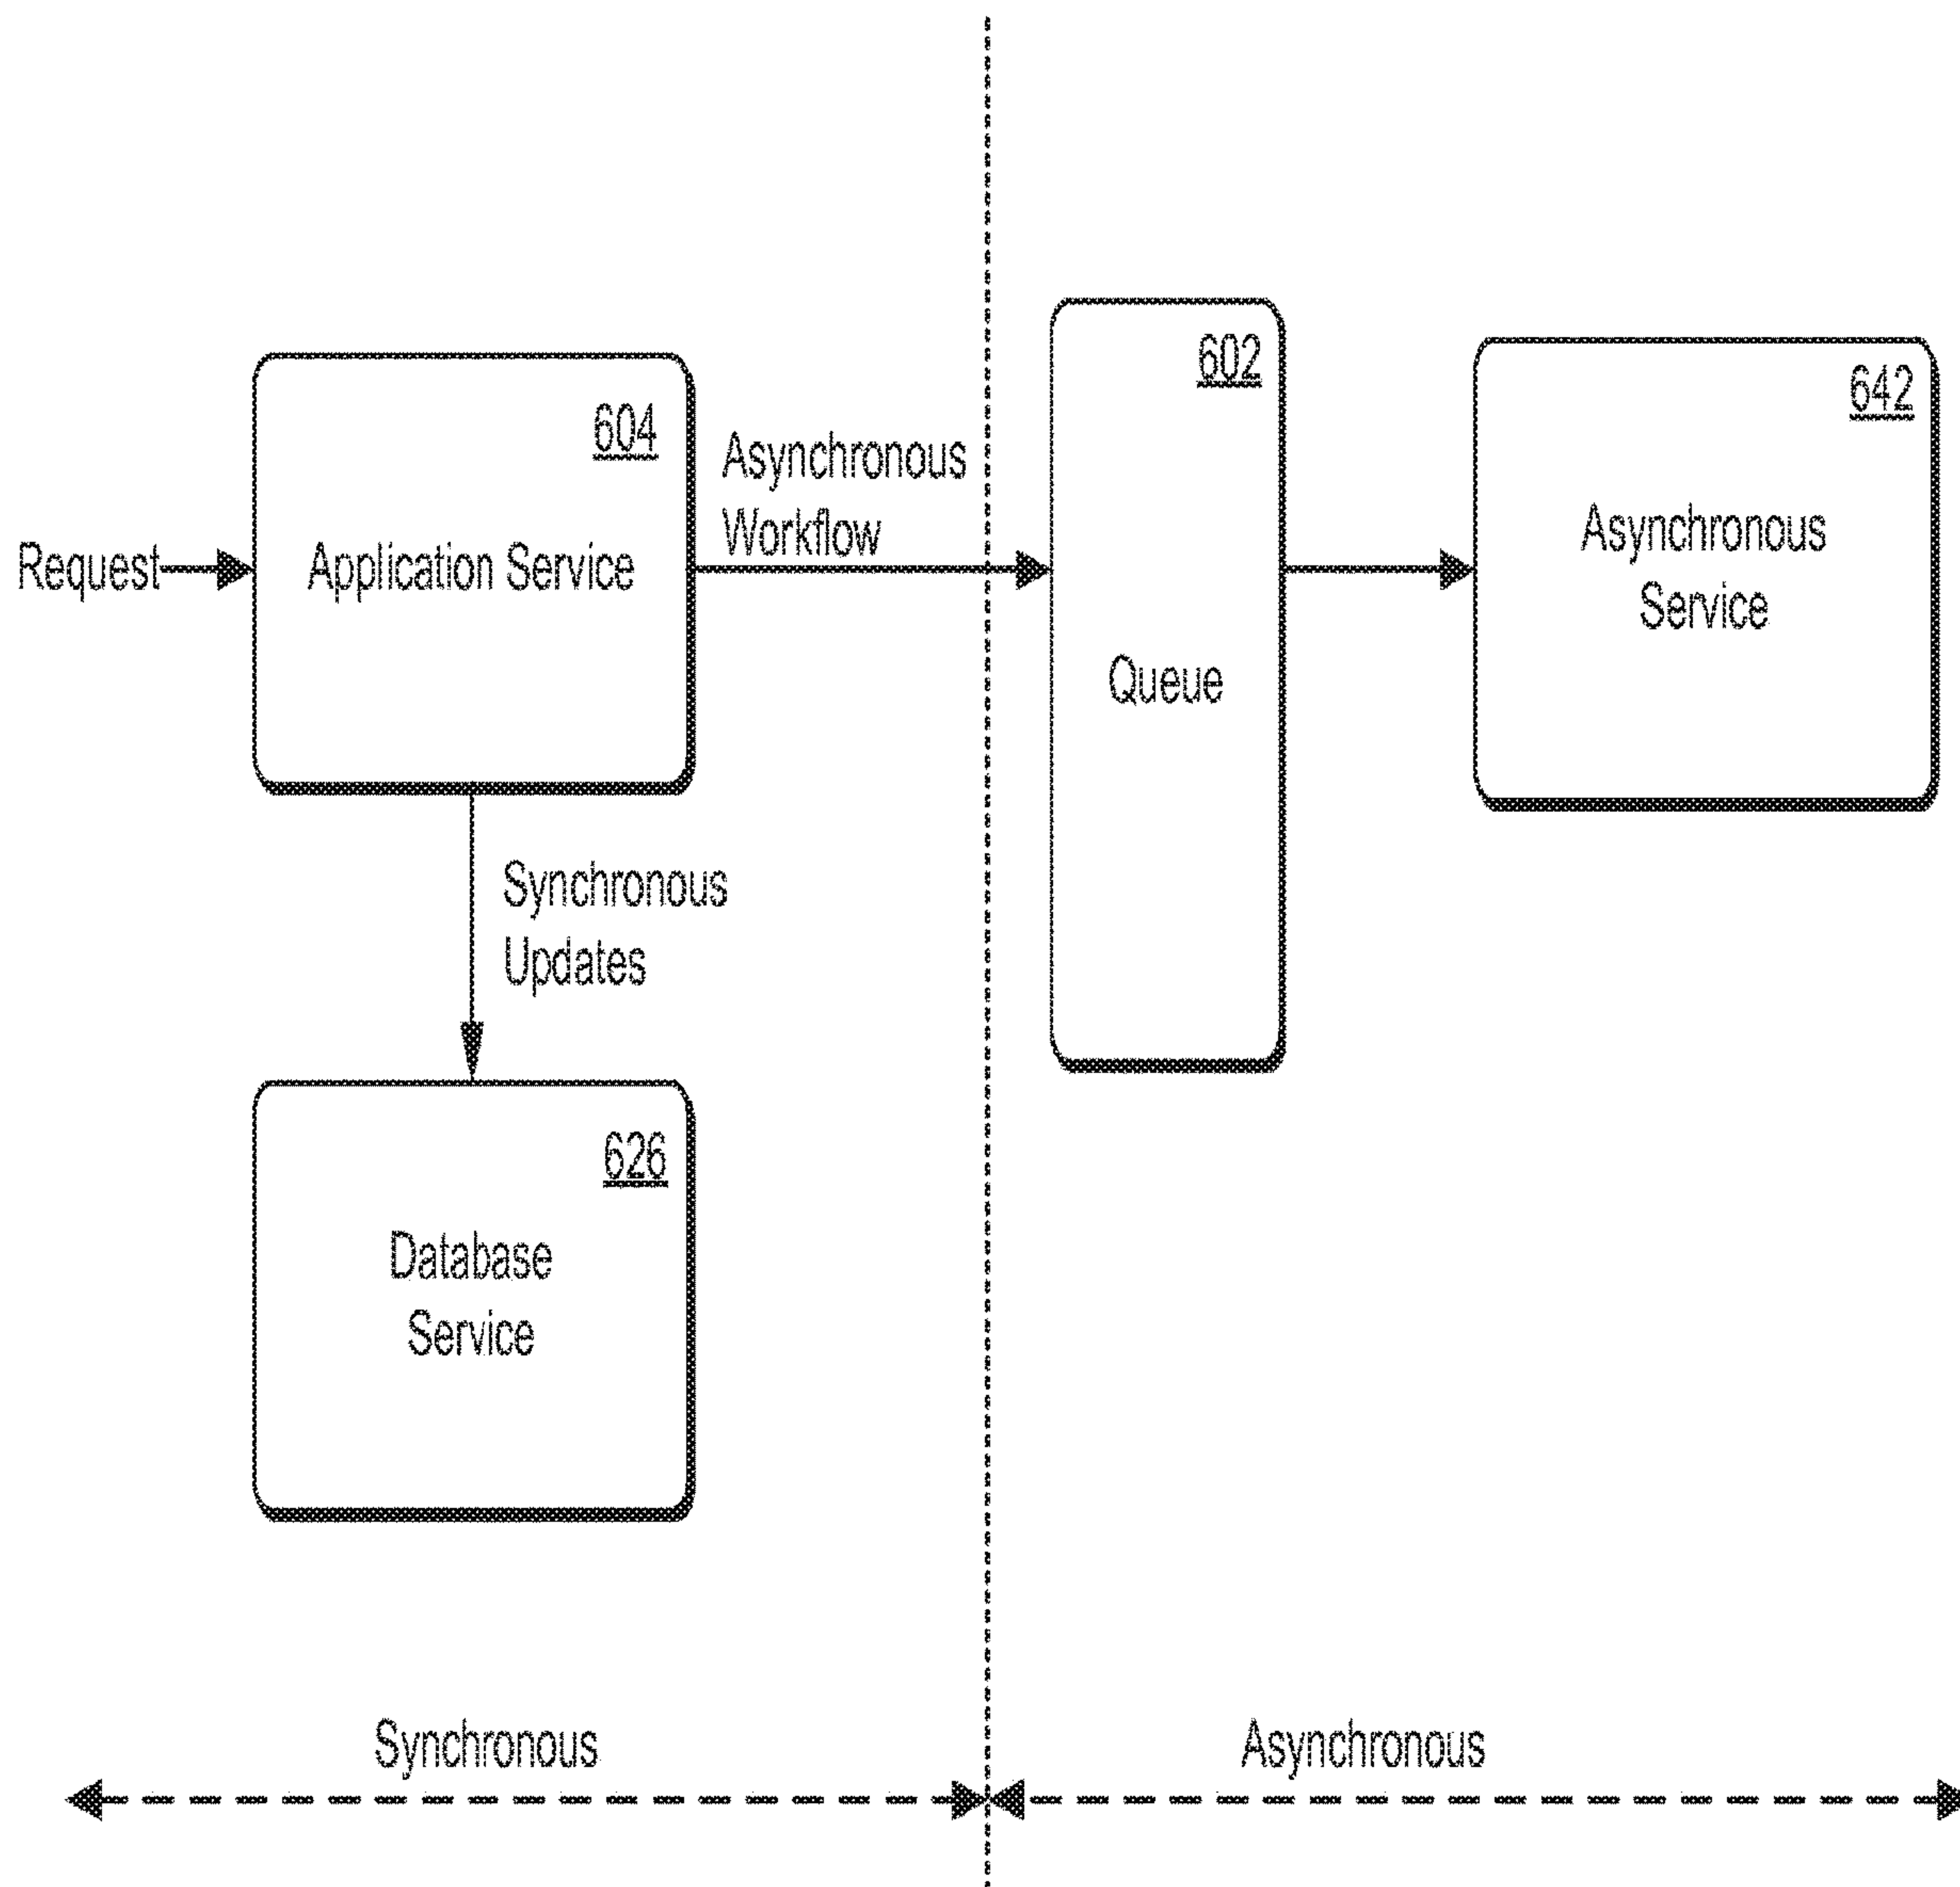 602
642
604
Asynchronous
Workflow
Request
Application Service
Asynchronous
Service
Queue
Synchronous
Updates
626
Database
Service
Synchronous
Asynchronous